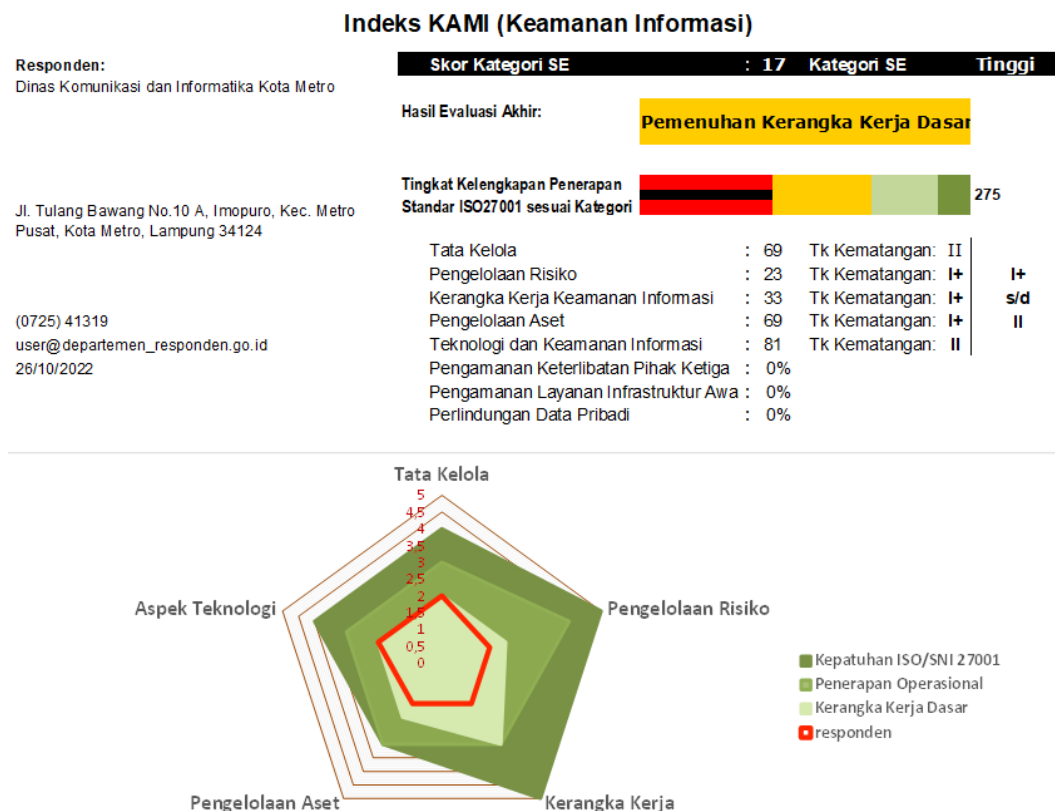 Indeks KAMI (Keamanan Informasi)
Responden:
Dinas Komunikasi dan Informatika Kota Metro
Jl. Tulang Bawang No.10 A, Imopuro, Kec. Metro
Pusat, Kota Metro, Lampung 34124
(0725) 41319
user@departemen_responden.go.id
26/10/2022
Skor Kategori SE : 17 Kategori SE Tinggi
Hasil Evaluasi Akhir:
Pemenuhan Kerangka Kerja Dasar
Tingkat Kelengkapan Penerapan
Standar ISO27001 sesuai Kategori
275
Tata Kelola : 69 Tk Kematangan: II
Pengelolaan Risiko : 23 Tk Kematangan: I+ I+
Kerangka Kerja Keamanan Informasi : 33 Tk Kematangan: I+ s/d
Pengelolaan Aset : 69 Tk Kematangan: I+ II
Teknologi dan Keamanan Informasi : 81 Tk Kematangan: II
Pengamanan Keterlibatan Pihak Ketiga : 0%
Pengamanan Layanan Infrastruktur Awa : 0%
Perlindungan Data Pribadi : 0%
Tata Kelola
5
4,5
4
3,5
3
2,5
2
1,5
1
0,5
0
Aspek Teknologi
Pengelolaan Risiko
Pengelolaan Aset
Kerangka Kerja
Kepatuhan ISO/SNI 27001
Penerapan Operasional
Kerangka Kerja Dasar
responden